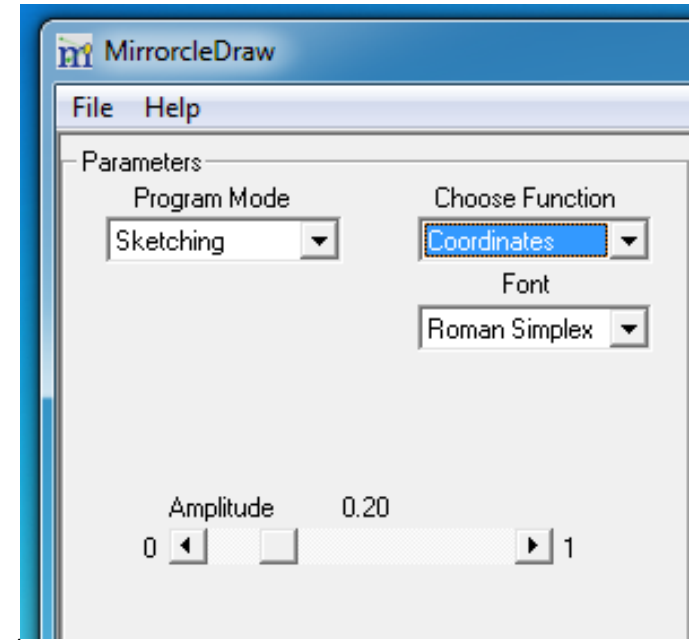 MirrorcleDraw
File Help
Parameters
Program Mode Choose Function
Sketching Coordinates
Font
Roman Simplex
Amplitude 0.20
0 1